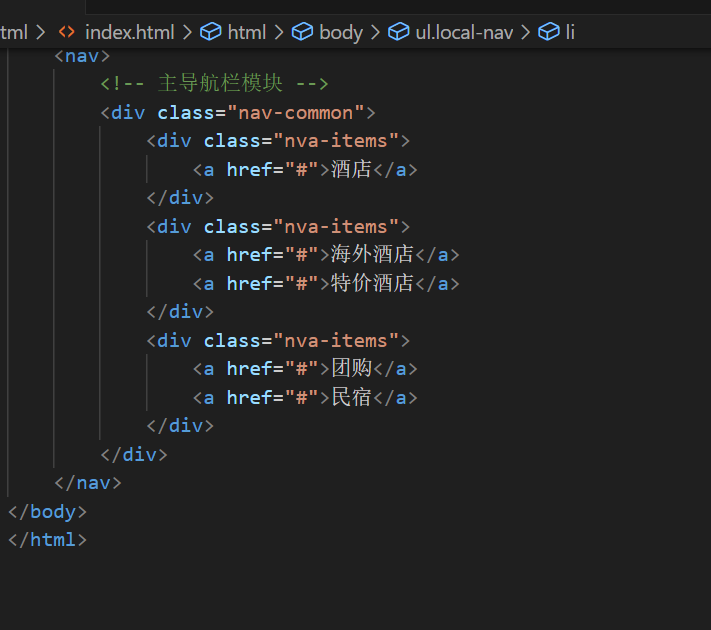 tml > <> index.html > html > body > ul.local-nav > li
<nav>
<!-- 主导航栏模块 -->
<div class="nav-common">
<div class="nva-items">
<a href="#">酒店</a>
</div>
<div class="nva-items">
<a href="#">海外酒店</a>
<a href="#">特价酒店</a>
</div>
<div class="nva-items">
<a href="#">团购</a>
<a href="#">民宿</a>
</div>
</div>
</nav>
</body>
</html>